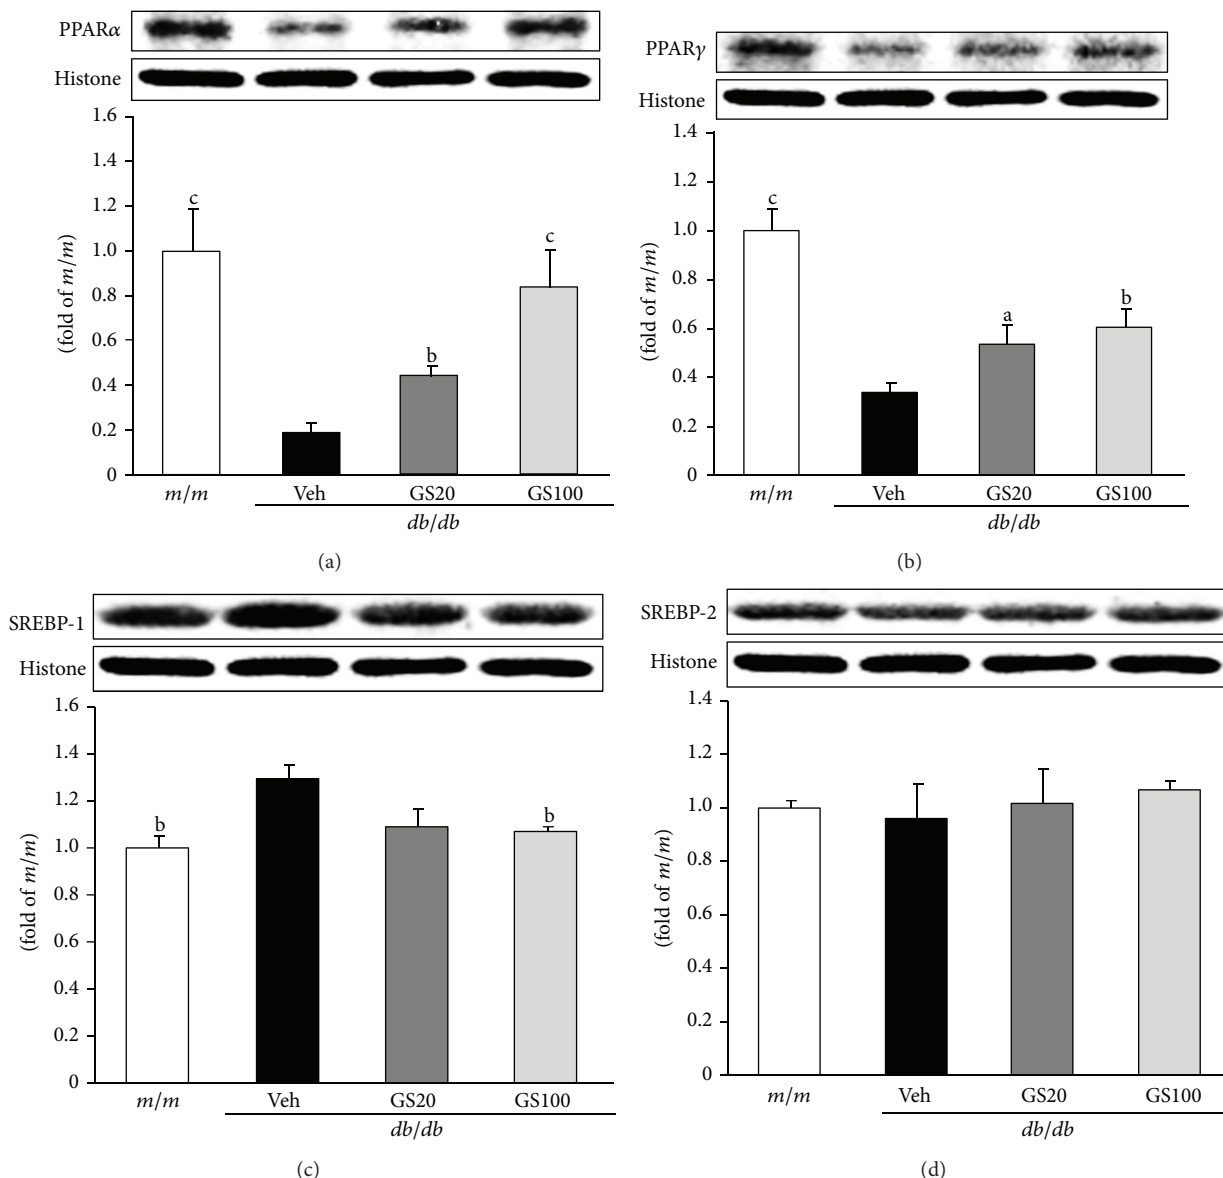 PPARα
Histone
1.6
1.4
1.2
1.0
0.8
0.6
0.4
0.2
0
(fold of m/m)
c
b
c
m/m Veh GS20 GS100
db/db
(a)
PPARγ
Histone
1.4
1.2
1.0
0.8
0.6
0.4
0.2
0
(fold of m/m)
c
a
b
m/m Veh GS20 GS100
db/db
(b)
SREBP-1
Histone
1.6
1.4
1.2
1.0
0.8
0.6
0.4
0.2
0
(fold of m/m)
b
b
m/m Veh GS20 GS100
db/db
(c)
SREBP-2
Histone
1.4
1.2
1.0
0.8
0.6
0.4
0.2
0
(fold of m/m)
m/m Veh GS20 GS100
db/db
(d)